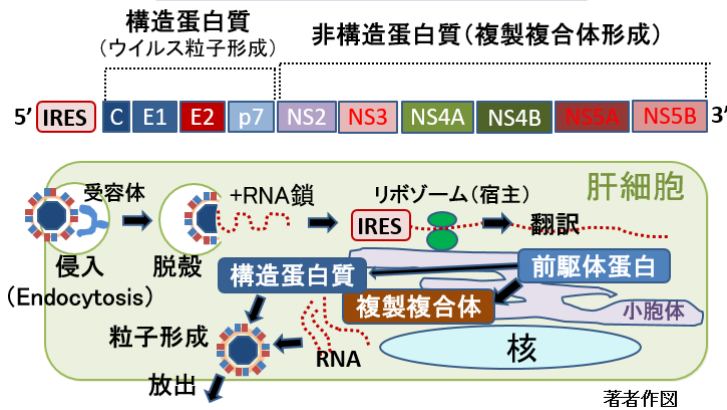 構造蛋白質
(ウイルス粒子形成)
非構造蛋白質(複製複合体形成)
5' IRES C E1 E2 p7 NS2 NS3 NS4A NS4B NS5A NS5B 3'
肝細胞
受容体
+RNA鎖
リボゾーム(宿主)
IRES
翻訳
侵入
(Endocytosis)
脱殻
構造蛋白質
前駆体蛋白
複製複合体
小胞体
粒子形成
RNA
核
放出
著者作図